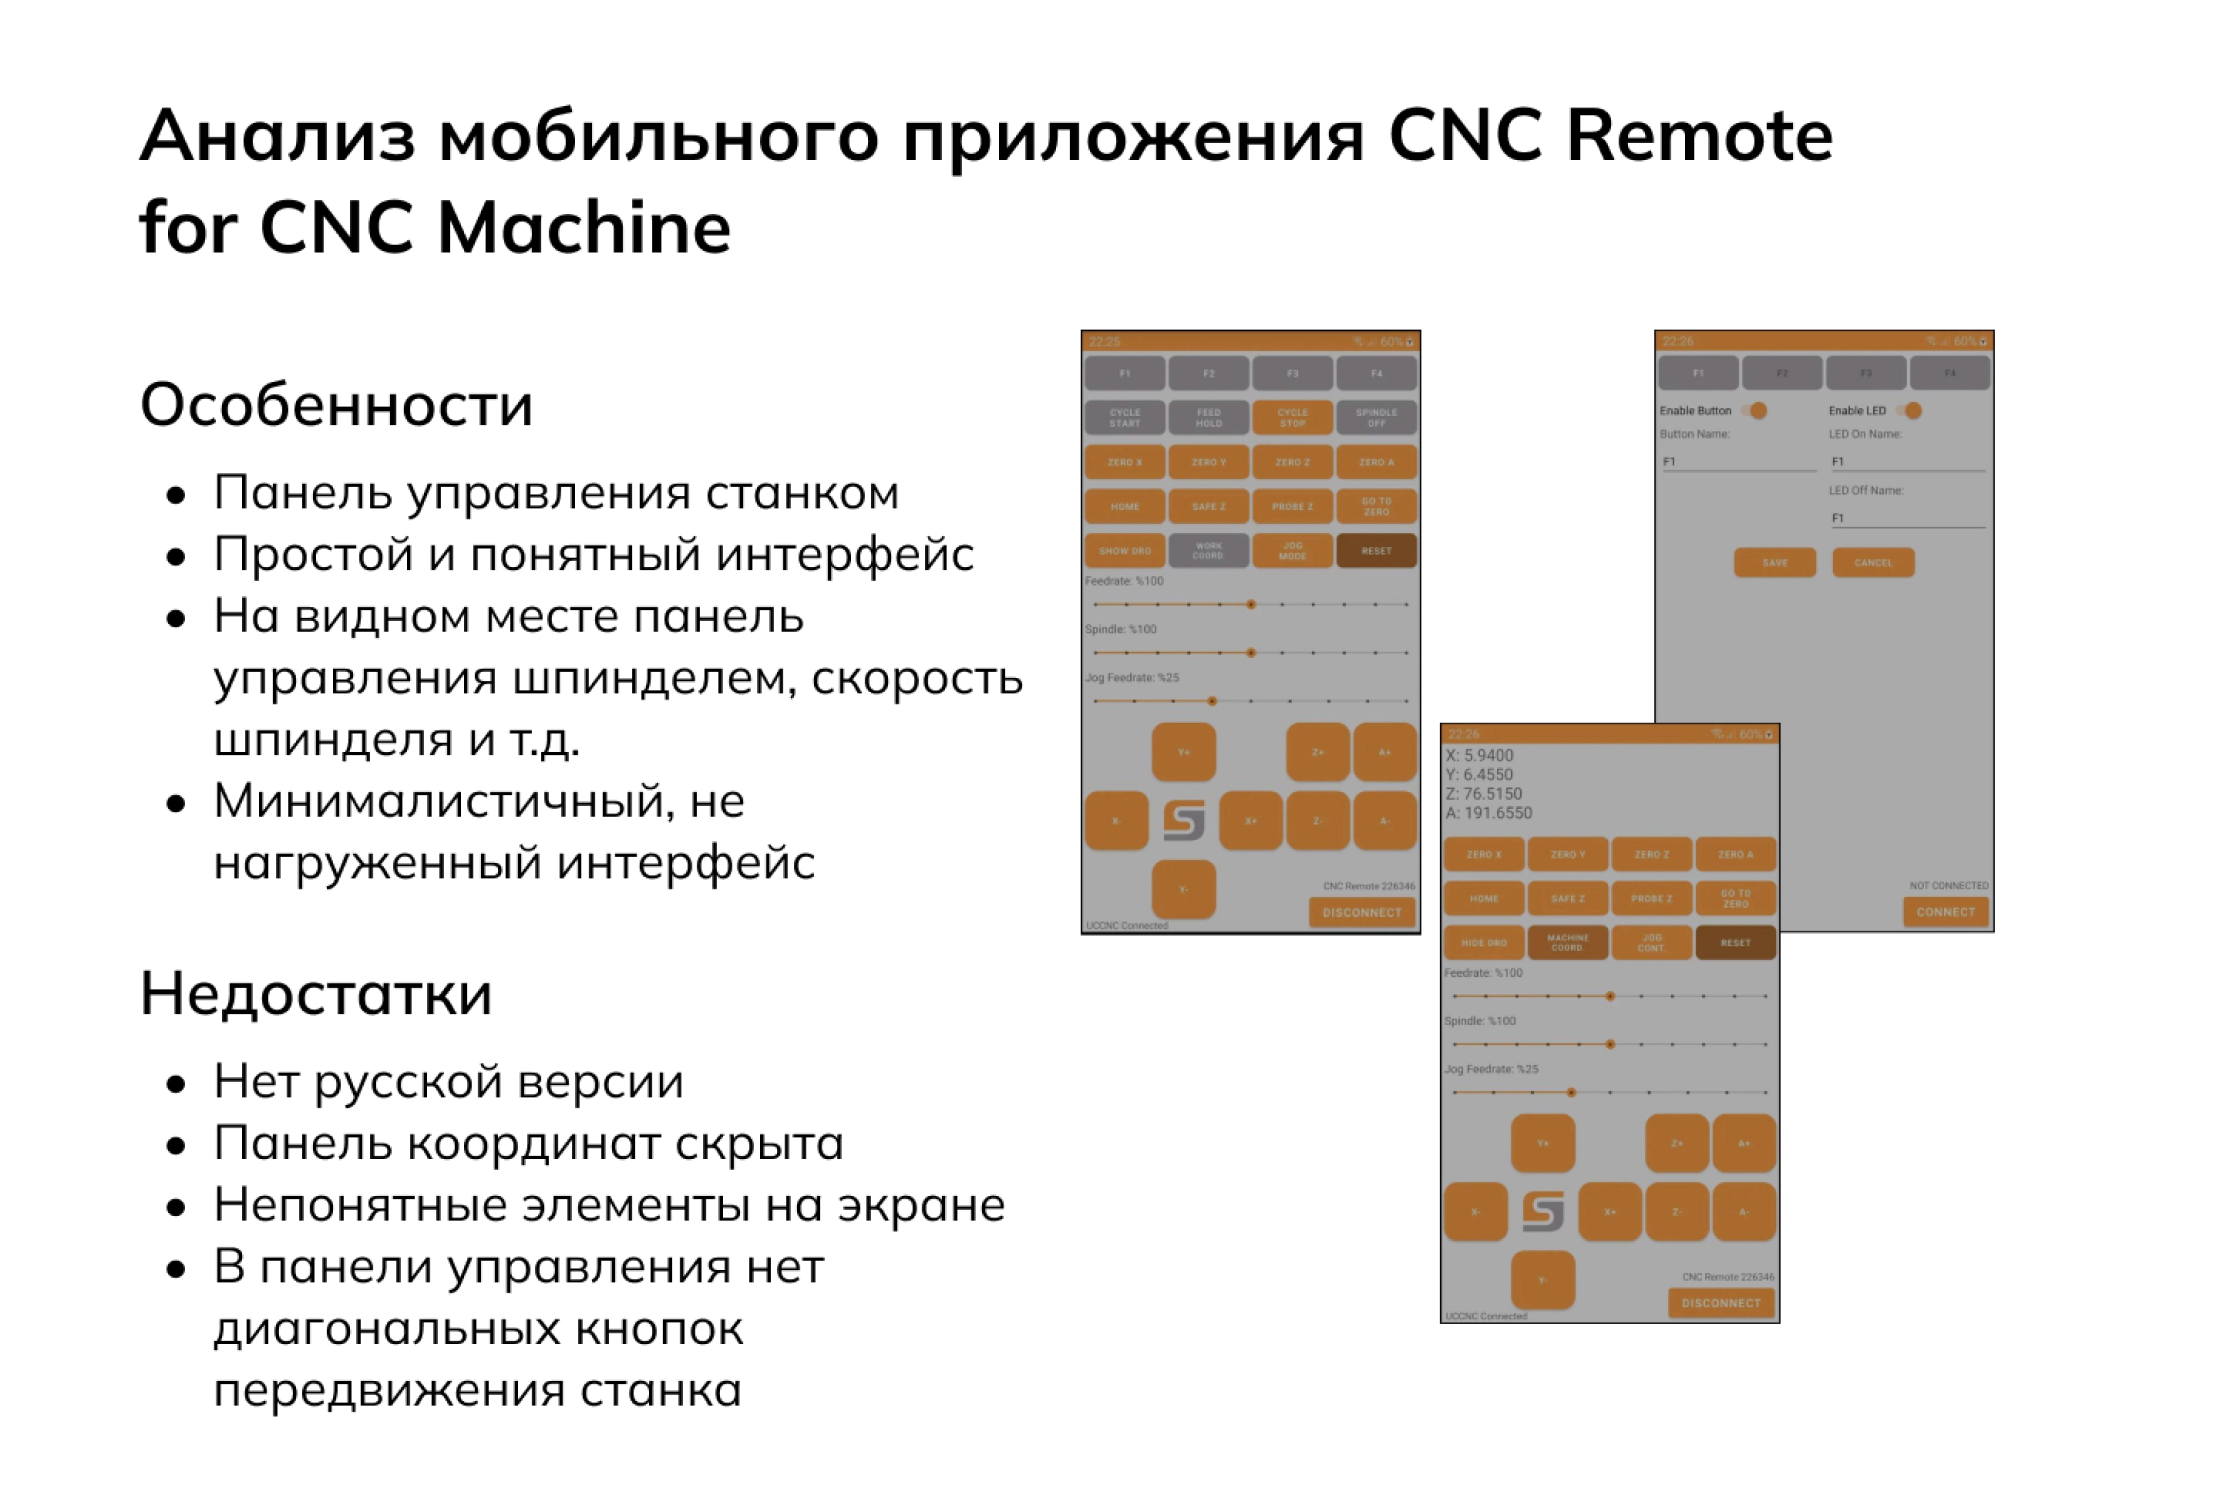 Анализ мобильного приложения CNC Remote
for CNC Machine
Особенности
• Панель управления станком
• Простой и понятный интерфейс
• На видном месте панель
управления шпинделем, скорость
шпинделя и т.д.
• Минималистичный, не
нагруженный интерфейс
Недостатки
• Нет русской версии
• Панель координат скрыта
• Непонятные элементы на экране
• В панели управления нет
диагональных кнопок
передвижения станка
22:25 60%
F1 F2 F3 F4
CYCLE START FEED HOLD CYCLE STOP SPINDLE OFF
ZERO X ZERO Y ZERO Z ZERO A
HOME SAFE Z PROBE Z GO TO ZERO
SHOW DRO WORK COORD. JOG MODE RESET
Feedrate: %100
Spindle: %100
Jog Feedrate: %25
Y+ Z+ A+
X- X+ Z- A-
Y-
CNC Remote 226346
DISCONNECT
UCCNC Connected
22:26 60%
X: 5.9400
Y: 6.4550
Z: 76.5150
A: 191.6550
ZERO X ZERO Y ZERO Z ZERO A
HOME SAFE Z PROBE Z GO TO ZERO
HIDE DRO MACHINE COORD. JOG CONT. RESET
Feedrate: %100
Spindle: %100
Jog Feedrate: %25
Y+ Z+ A+
X- X+ Z- A-
Y-
CNC Remote 226346
DISCONNECT
UCCNC Connected
22:26 60%
F1 F2 F3 F4
Enable Button Enable LED
Button Name: LED On Name:
F1 F1
LED Off Name:
F1
SAVE CANCEL
NOT CONNECTED
CONNECT